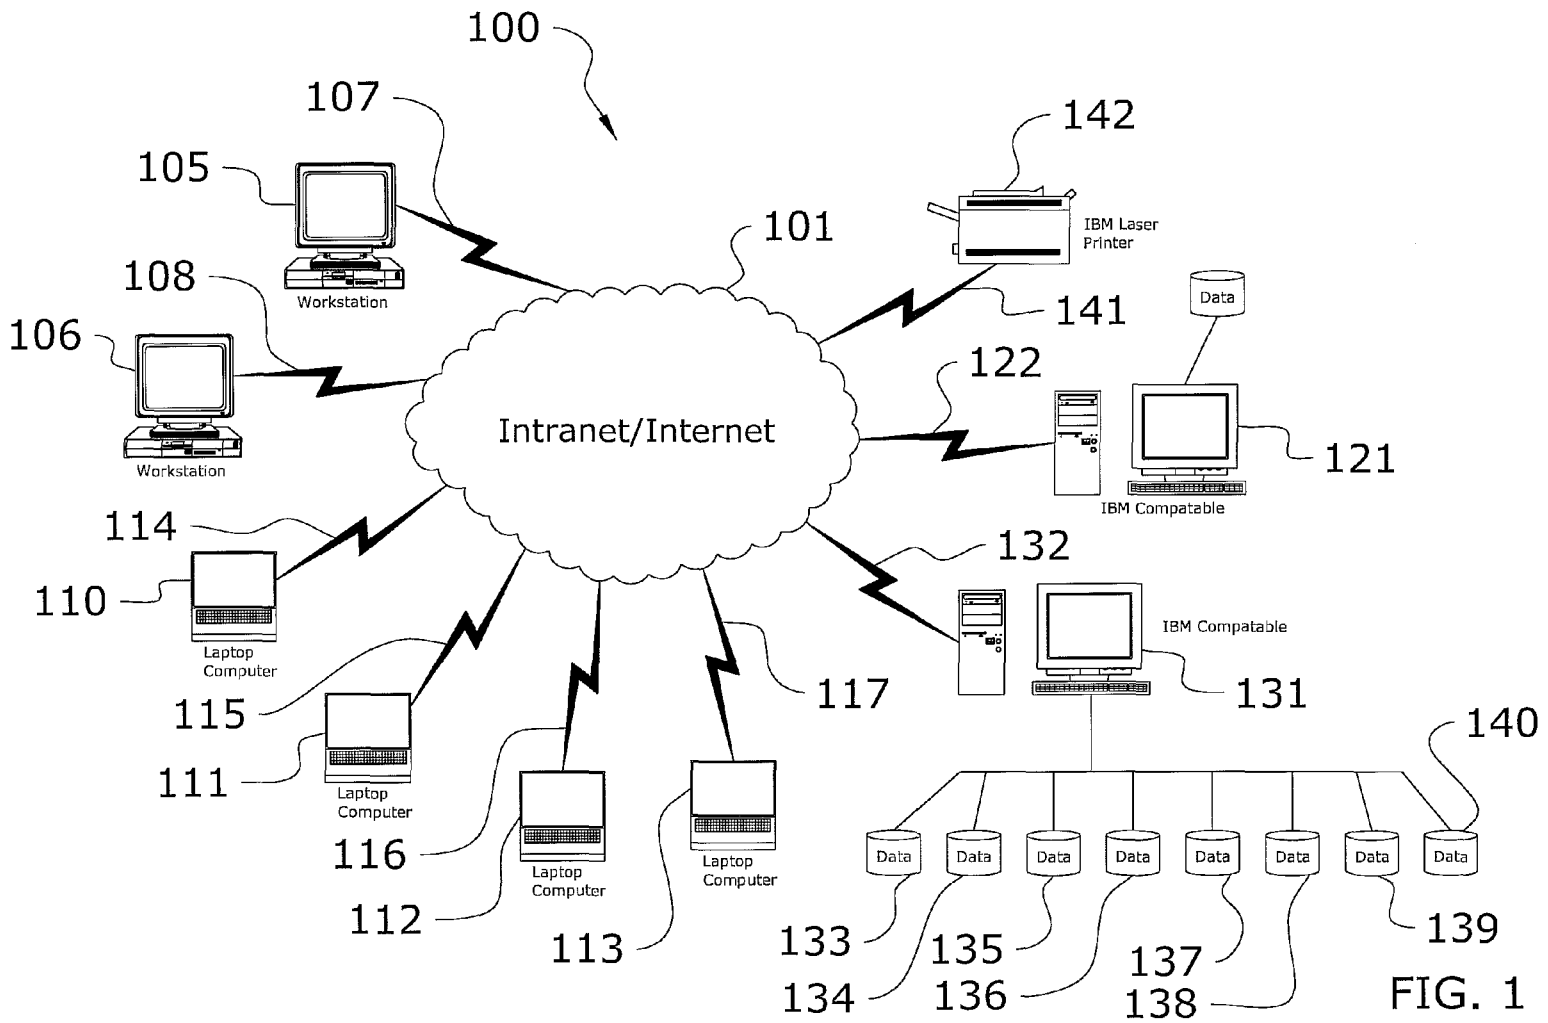 100
107
142
105
101
IBM Laser
Printer
108
Workstation
Data
141
106
122
Intranet/Internet
121
Workstation
IBM Compatable
114
132
110
IBM Compatable
Laptop
Computer
117
131
115
140
111
Laptop
Computer
116
Data
Data
Data
Data
Data
Data
Data
Data
Laptop
Computer
Laptop
Computer
112
113
133
135
137
139
134
136
138
FIG. 1